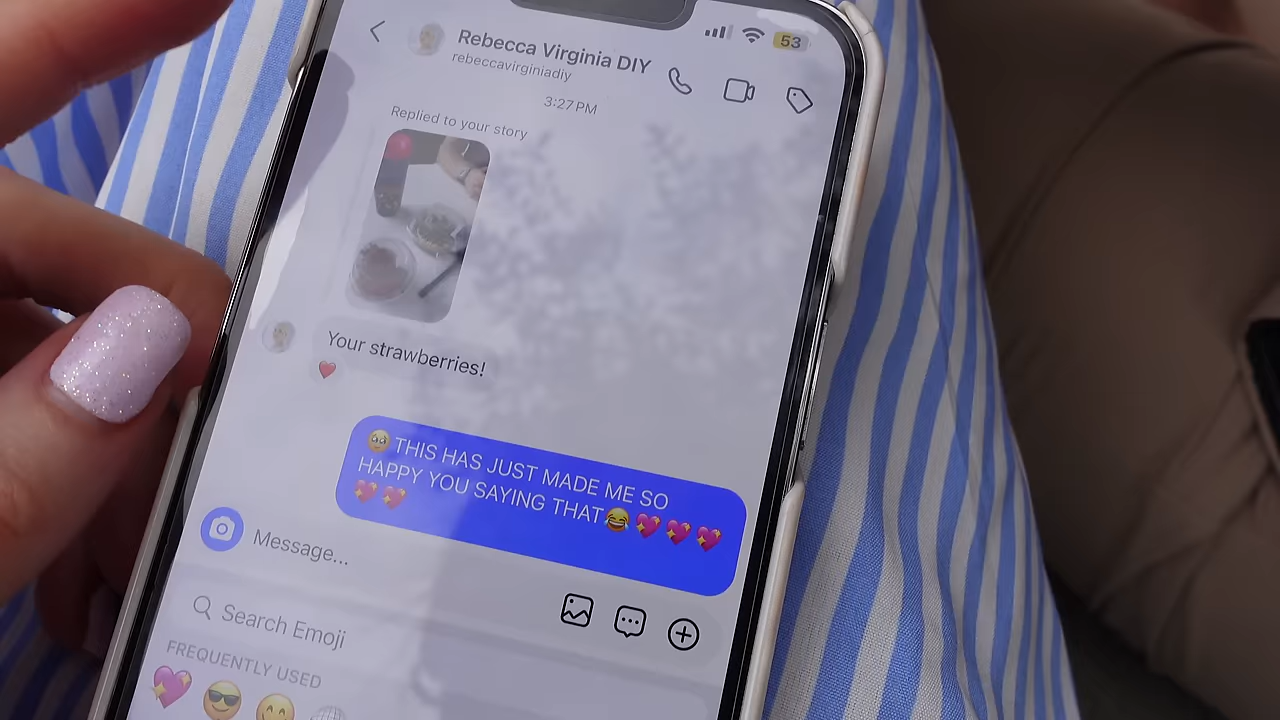 53
Rebecca Virginia DIY
rebeccavirginiadiy
3:27 PM
Replied to your story
Your strawberries!
❤️
🥹 THIS HAS JUST MADE ME SO
HAPPY YOU SAYING THAT😂💖💖💖
💖💖
Message...
Search Emoji
FREQUENTLY USED